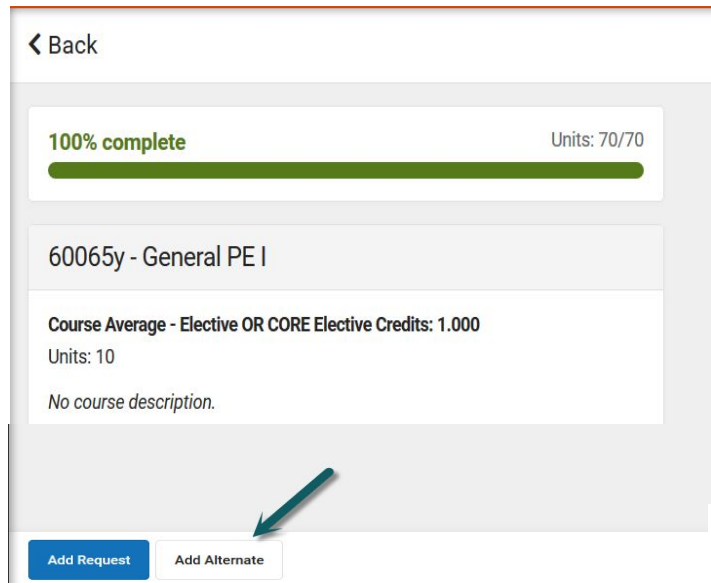 Back
100% complete
Units: 70/70
60065y - General PE I
Course Average - Elective OR CORE Elective Credits: 1.000
Units: 10
No course description.
Add Request
Add Alternate